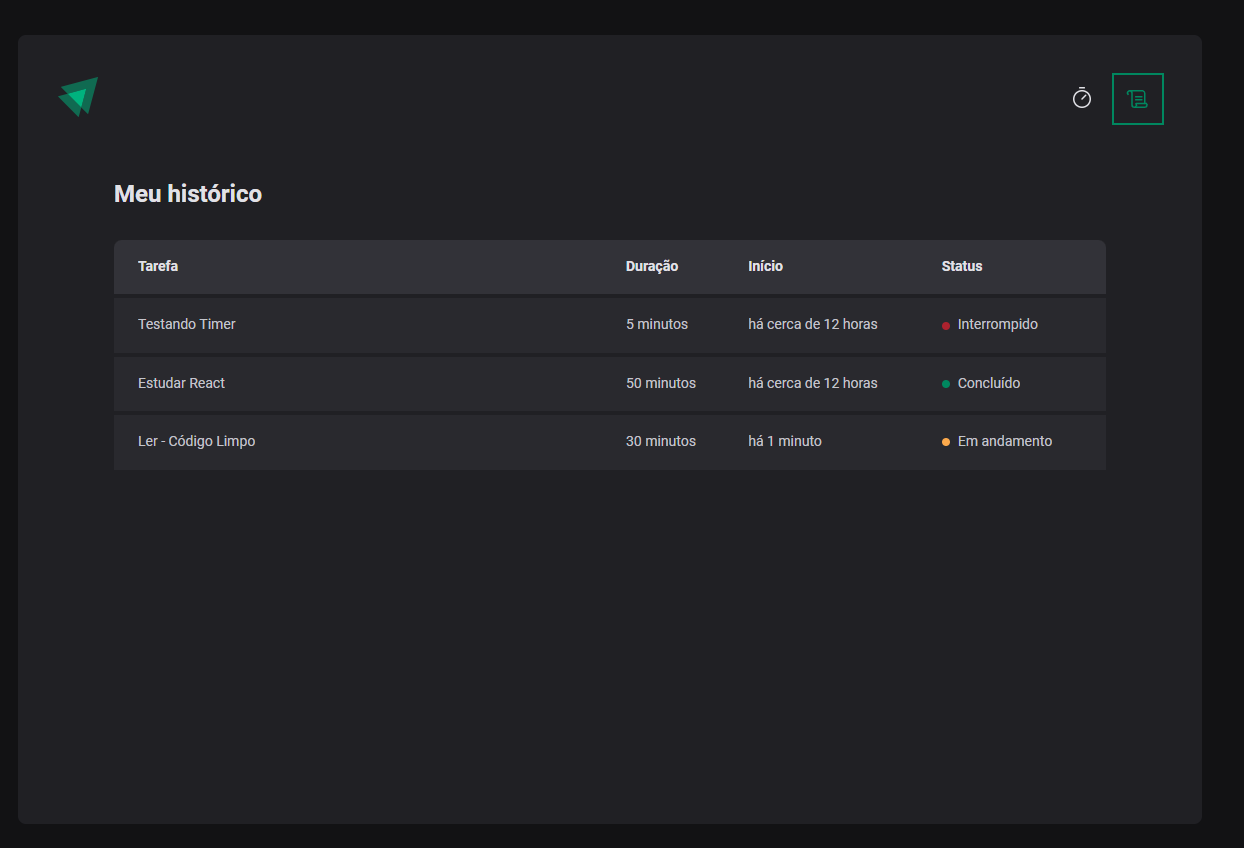 Meu histórico
Tarefa Duração Início Status
Testando Timer 5 minutos há cerca de 12 horas Interrompido
Estudar React 50 minutos há cerca de 12 horas Concluído
Ler - Código Limpo 30 minutos há 1 minuto Em andamento